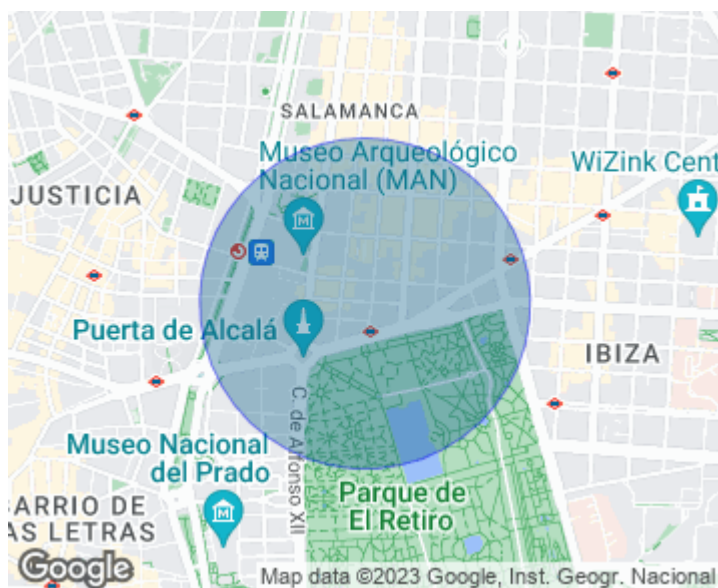 SALAMANCA
Museo Arqueológico
Nacional (MAN)
WiZink Cent
JUSTICIA
M
Puerta de Alcalá
IBIZA
C. de Alfonso XII
Museo Nacional
del Prado
M
Parque de
El Retiro
BARRIO DE
AS LETRAS
Google
Map data ©2023 Google, Inst. Geogr. Nacional